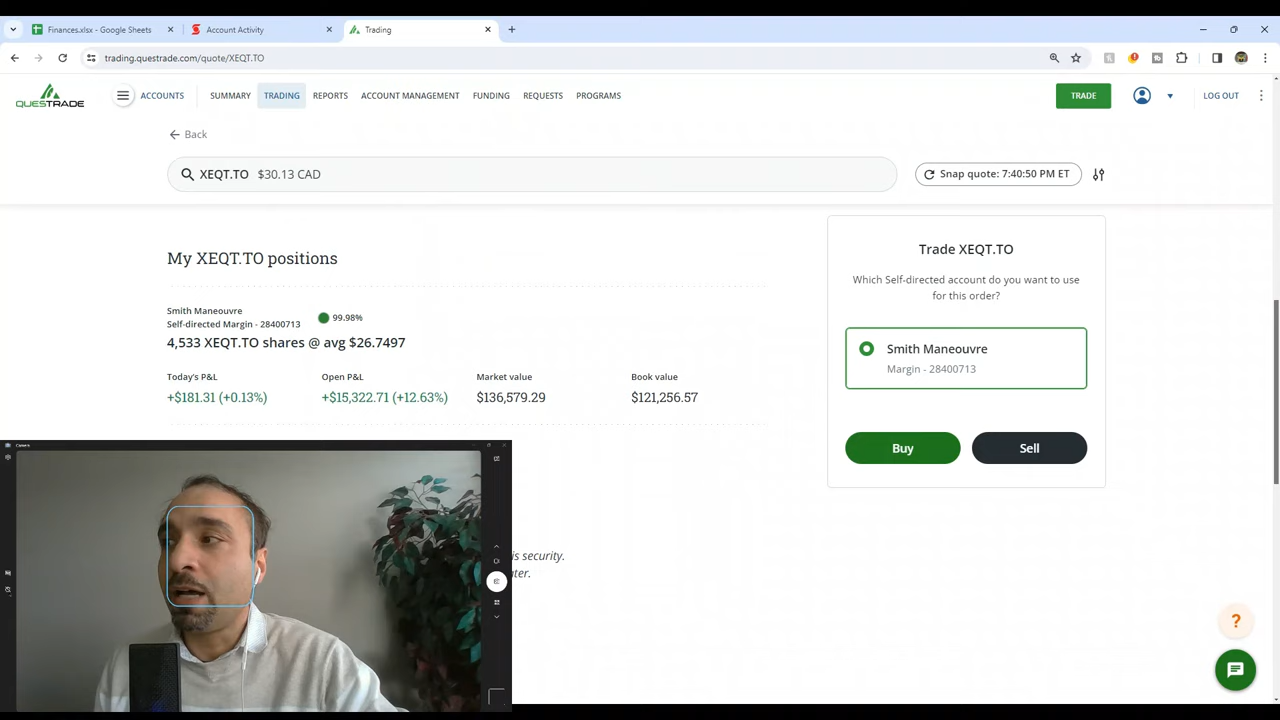 Finances.xlsx - Google Sheets
Account Activity
Trading
trading.questrade.com/quote/XEQT.TO
QUESTRADE
ACCOUNTS
SUMMARY
TRADING
REPORTS
ACCOUNT MANAGEMENT
FUNDING
REQUESTS
PROGRAMS
TRADE
LOG OUT
Back
XEQT.TO $30.13 CAD
Snap quote: 7:40:50 PM ET
My XEQT.TO positions
Smith Maneouvre
Self-directed Margin - 28400713
99.98%
4,533 XEQT.TO shares @ avg $26.7497
Today's P&L
Open P&L
Market value
Book value
+$181.31 (+0.13%)
+$15,322.71 (+12.63%)
$136,579.29
$121,256.57
Trade XEQT.TO
Which Self-directed account do you want to use
for this order?
Smith Maneouvre
Margin - 28400713
Buy
Sell
Camera
is security.
ater.
?